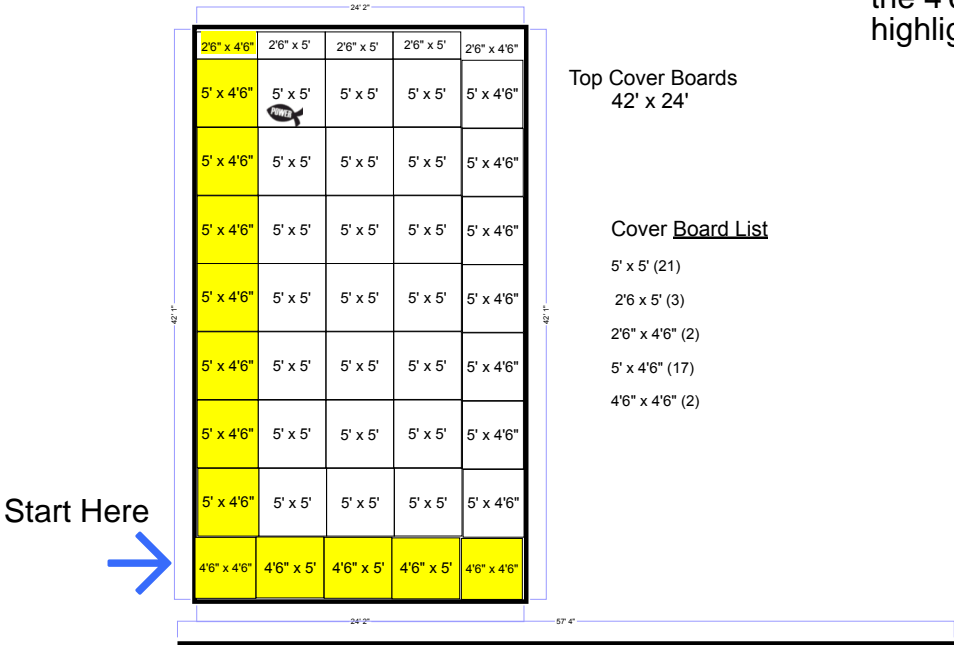 the 4'6
highlig
24' 2"
2'6" x 4'6" 2'6" x 5' 2'6" x 5' 2'6" x 5' 2'6" x 4'6"
Top Cover Boards
42' x 24'
5' x 4'6" 5' x 5' 5' x 5' 5' x 5' 5' x 4'6"
POWER
5' x 4'6" 5' x 5' 5' x 5' 5' x 5' 5' x 4'6"
5' x 4'6" 5' x 5' 5' x 5' 5' x 5' 5' x 4'6"
Cover Board List
5' x 5' (21)
2'6 x 5' (3)
2'6" x 4'6" (2)
5' x 4'6" (17)
4'6" x 4'6" (2)
42' 1"
5' x 4'6" 5' x 5' 5' x 5' 5' x 5' 5' x 4'6"
42' 1"
5' x 4'6" 5' x 5' 5' x 5' 5' x 5' 5' x 4'6"
5' x 4'6" 5' x 5' 5' x 5' 5' x 5' 5' x 4'6"
5' x 4'6" 5' x 5' 5' x 5' 5' x 5' 5' x 4'6"
Start Here
4'6" x 4'6" 4'6" x 5' 4'6" x 5' 4'6" x 5' 4'6" x 4'6"
24' 2"
57' 4"